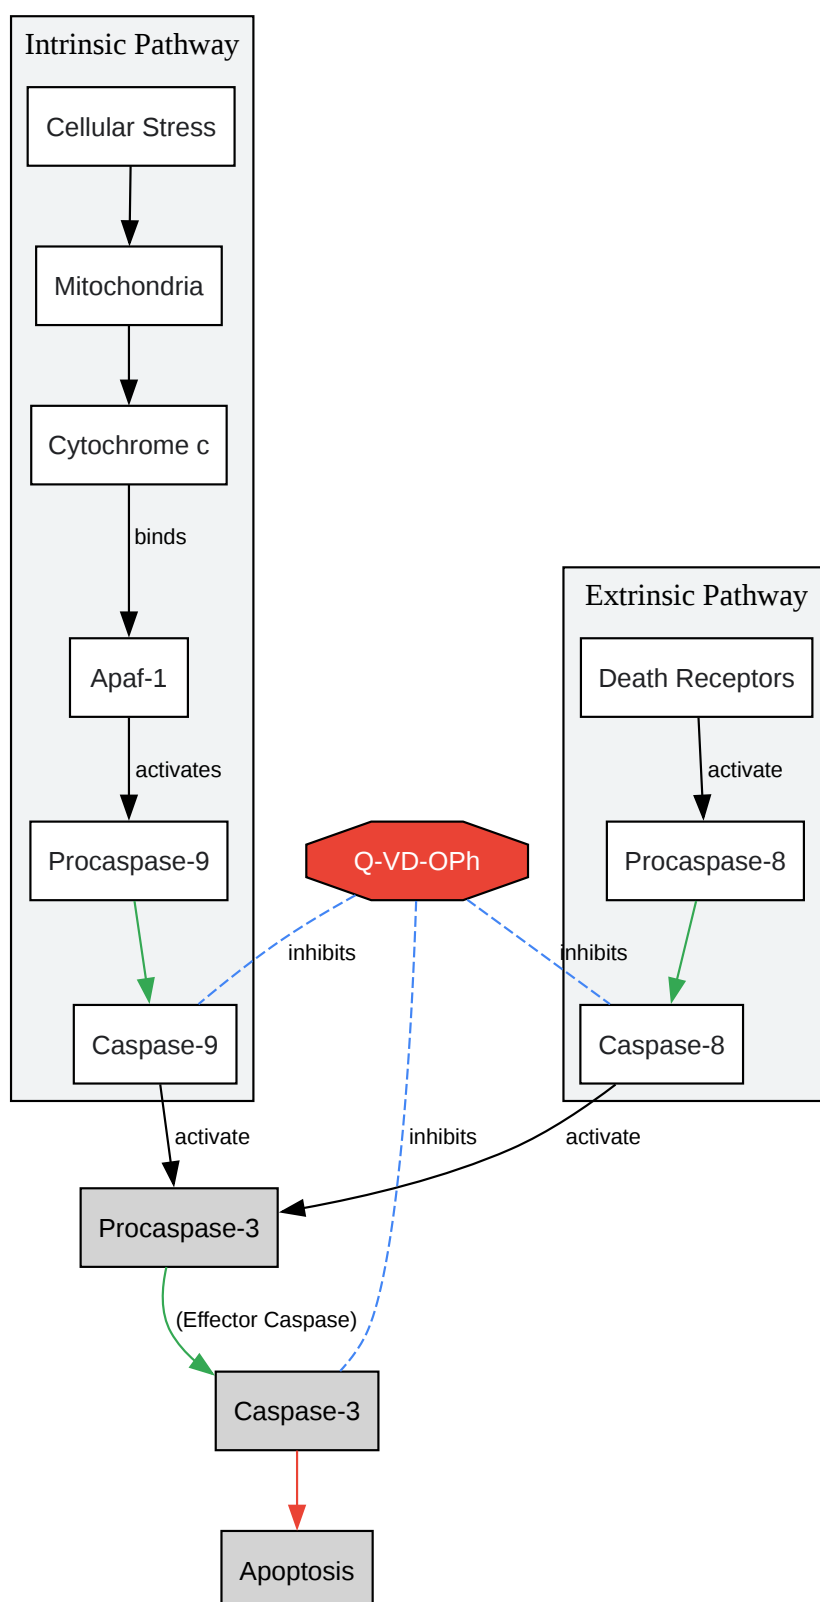 Intrinsic Pathway
Cellular Stress
Mitochondria
Cytochrome c
binds
Apaf-1
activates
Procaspase-9
Caspase-9
Extrinsic Pathway
Death Receptors
activate
Procaspase-8
Caspase-8
Q-VD-OPh
inhibits
inhibits
inhibits
activate
activate
Procaspase-3
(Effector Caspase)
Caspase-3
Apoptosis